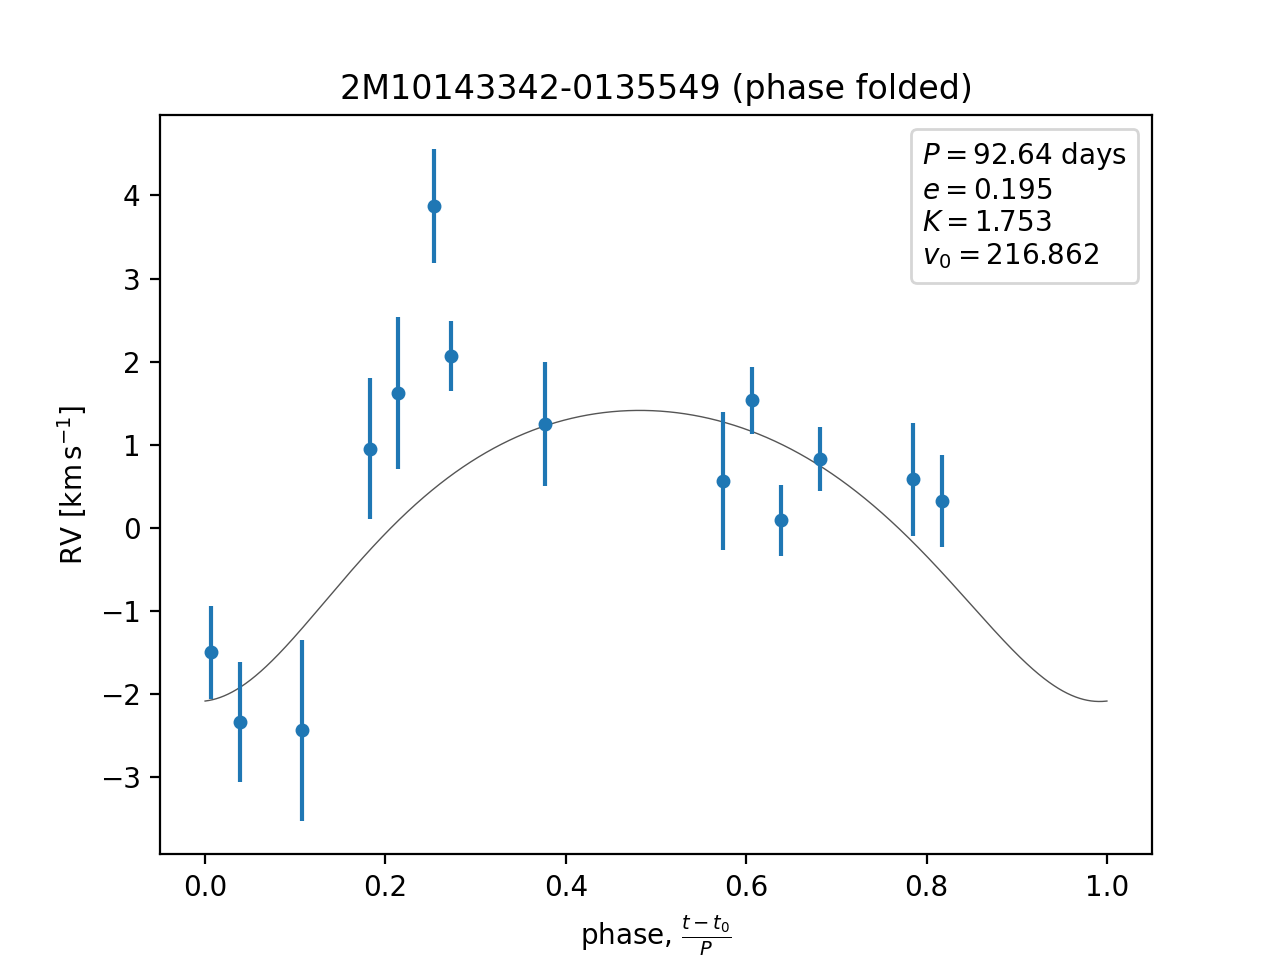 2M10143342-0135549 (phase folded)
P = 92.64 days
e = 0.195
K = 1.753
v₀ = 216.862
RV [km s⁻¹]
4
3
2
1
0
−1
−2
−3
0.0 0.2 0.4 0.6 0.8 1.0
phase, (t − t₀)/P